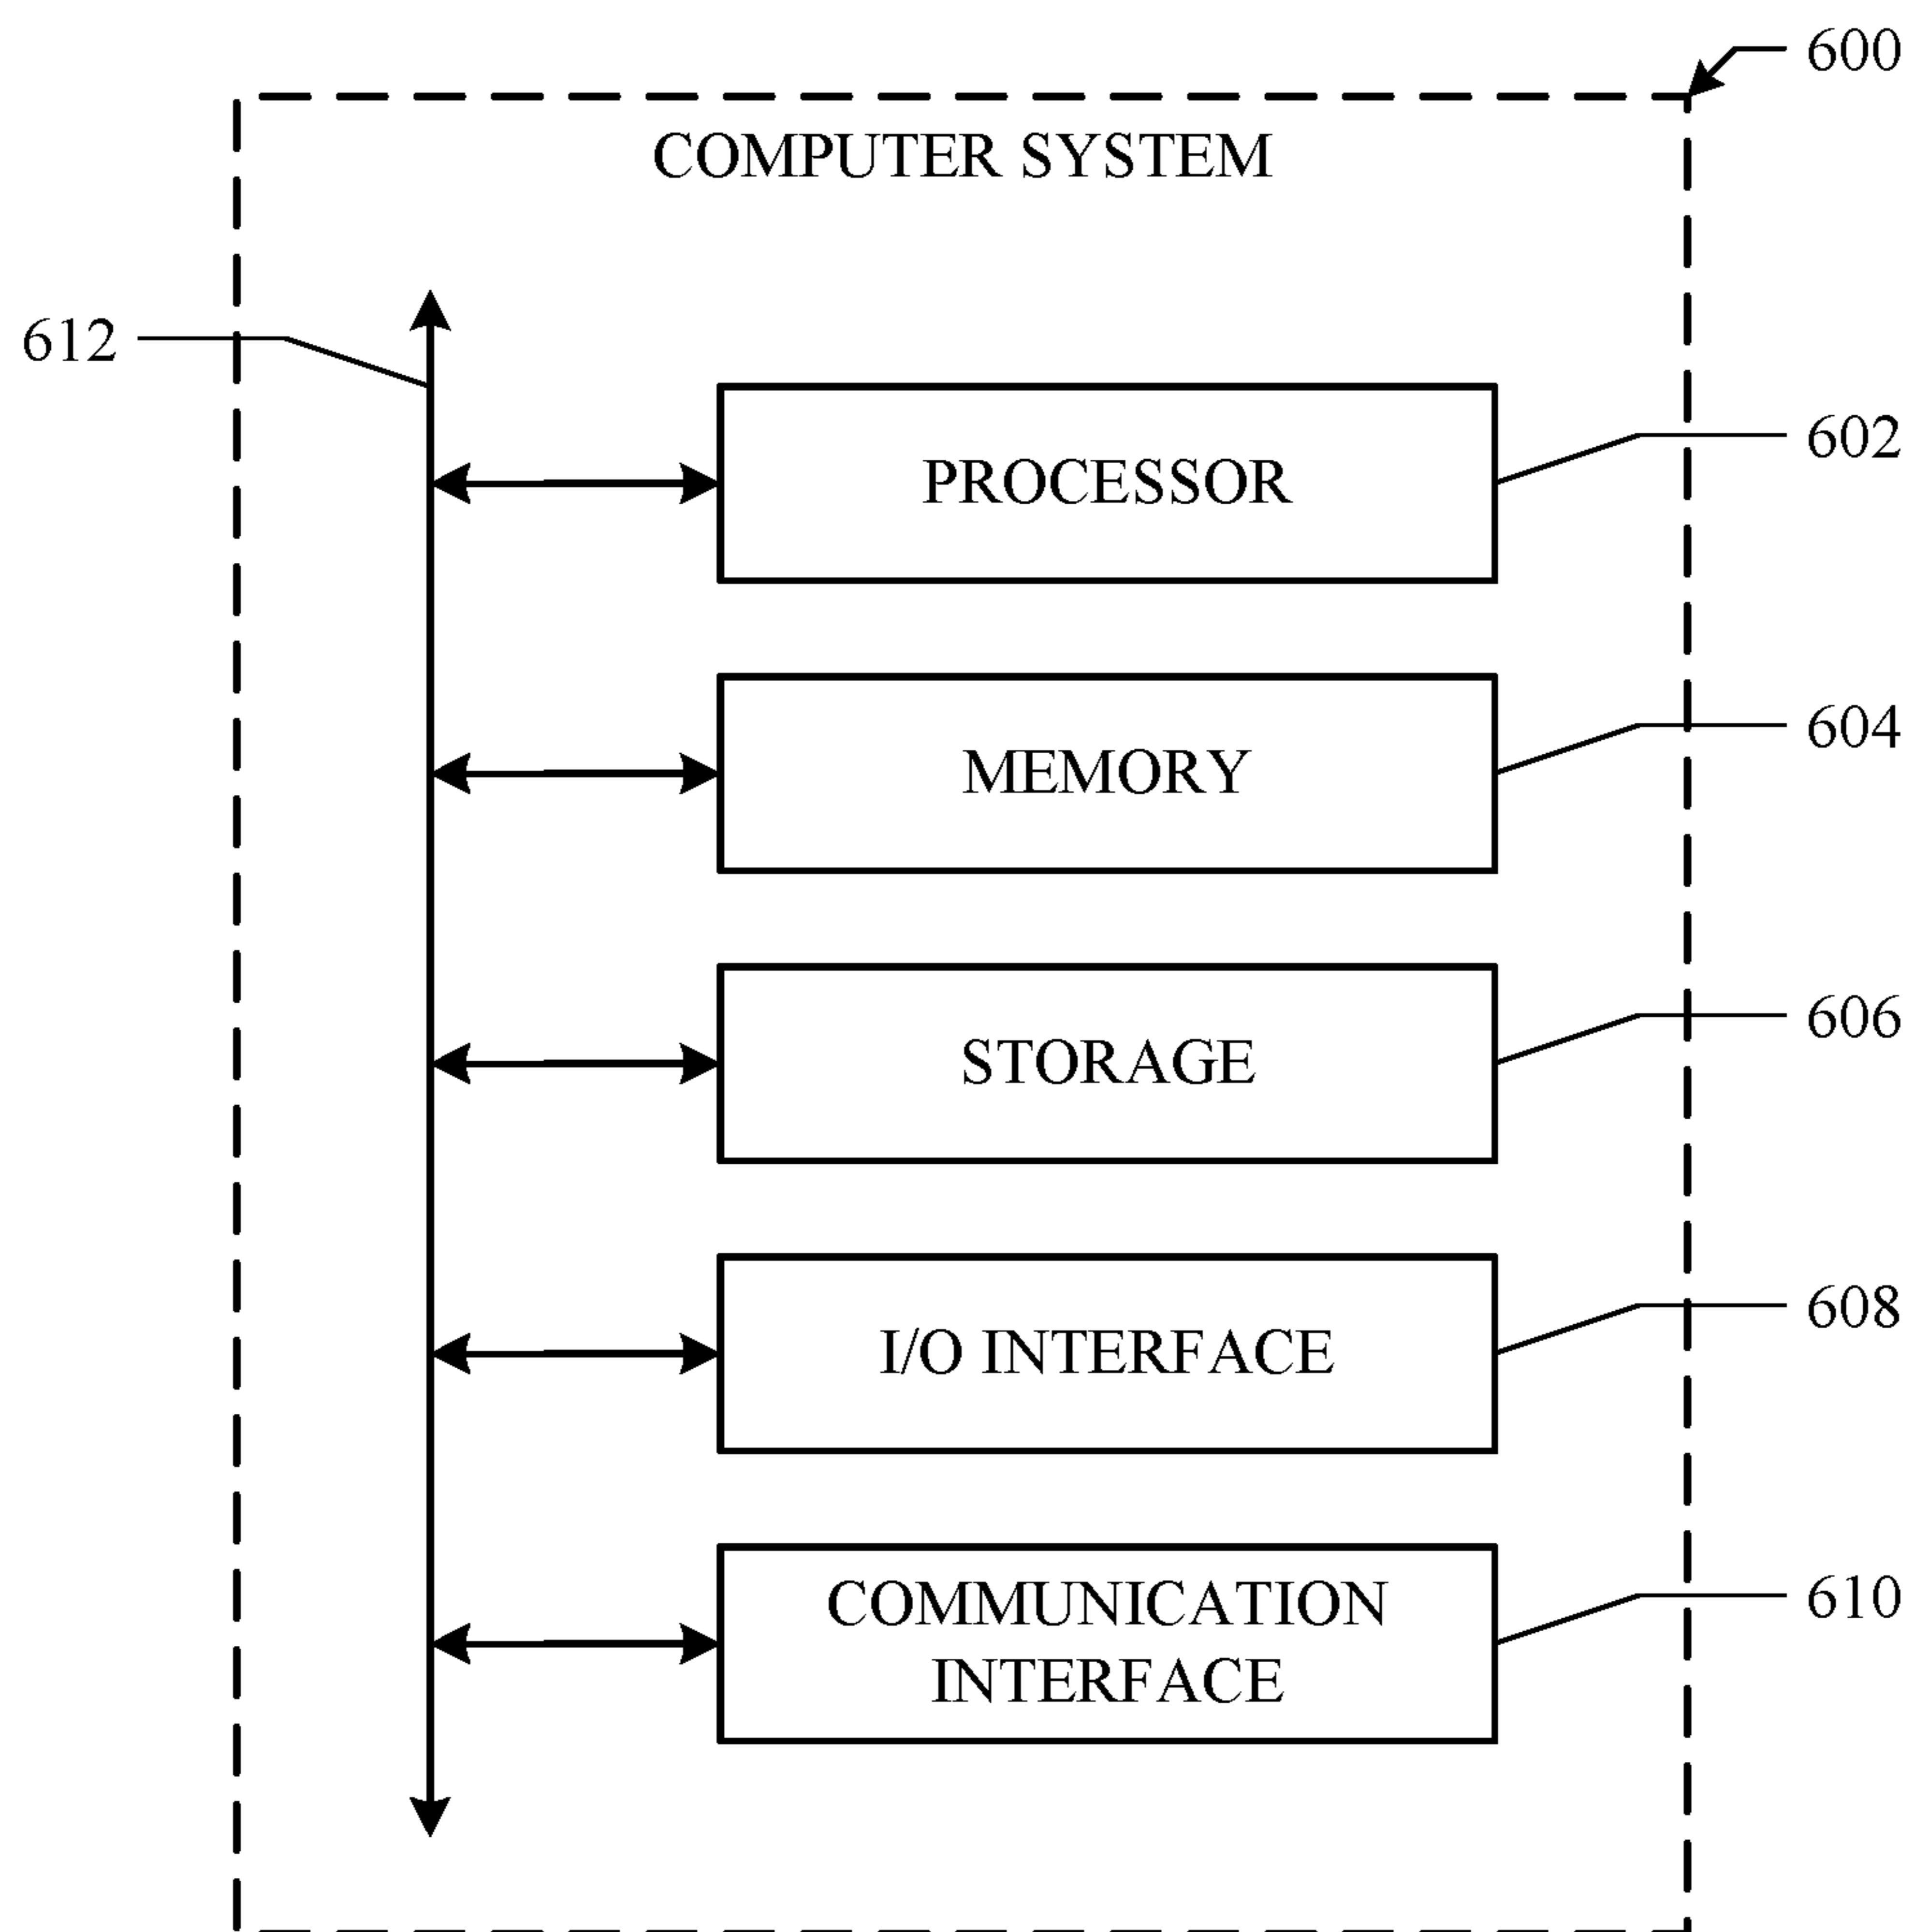 600
COMPUTER SYSTEM
612
PROCESSOR
602
MEMORY
604
STORAGE
606
I/O INTERFACE
608
COMMUNICATION
INTERFACE
610